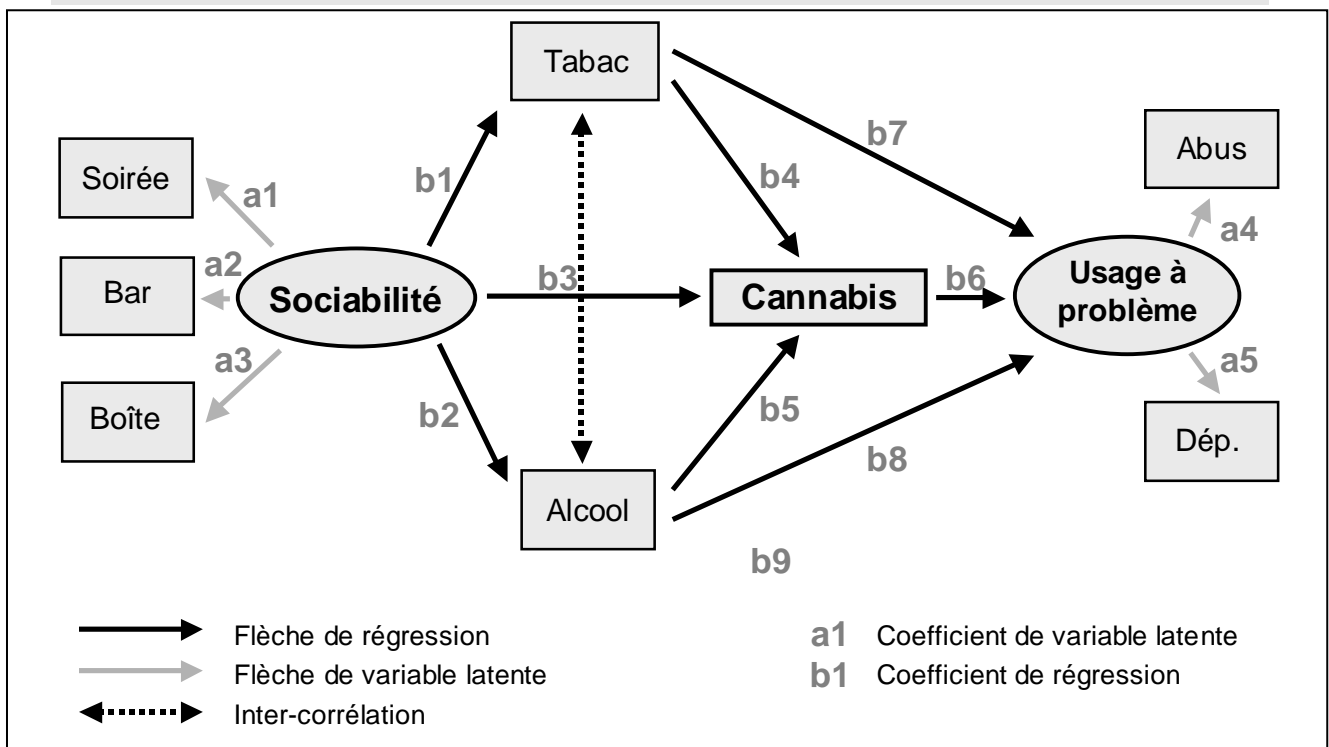 Tabac
Abus
Soirée
b7
b1
b4
a1
a4
a2
Bar
Sociabilité
b3
Cannabis
b6
Usage à
problème
a3
a5
Boîte
b2
b5
Dép.
b8
Alcool
b9
Flèche de régression
a1 Coefficient de variable latente
Flèche de variable latente
b1 Coefficient de régression
Inter-corrélation